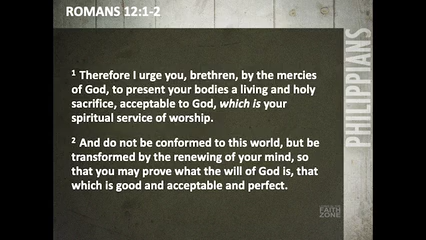 ROMANS 12:1-2
1 Therefore I urge you, brethren, by the mercies
of God, to present your bodies a living and holy
sacrifice, acceptable to God, which is your
spiritual service of worship.
2 And do not be conformed to this world, but be
transformed by the renewing of your mind, so
that you may prove what the will of God is, that
which is good and acceptable and perfect.
PHILIPPIANS
FAITH
ZONE